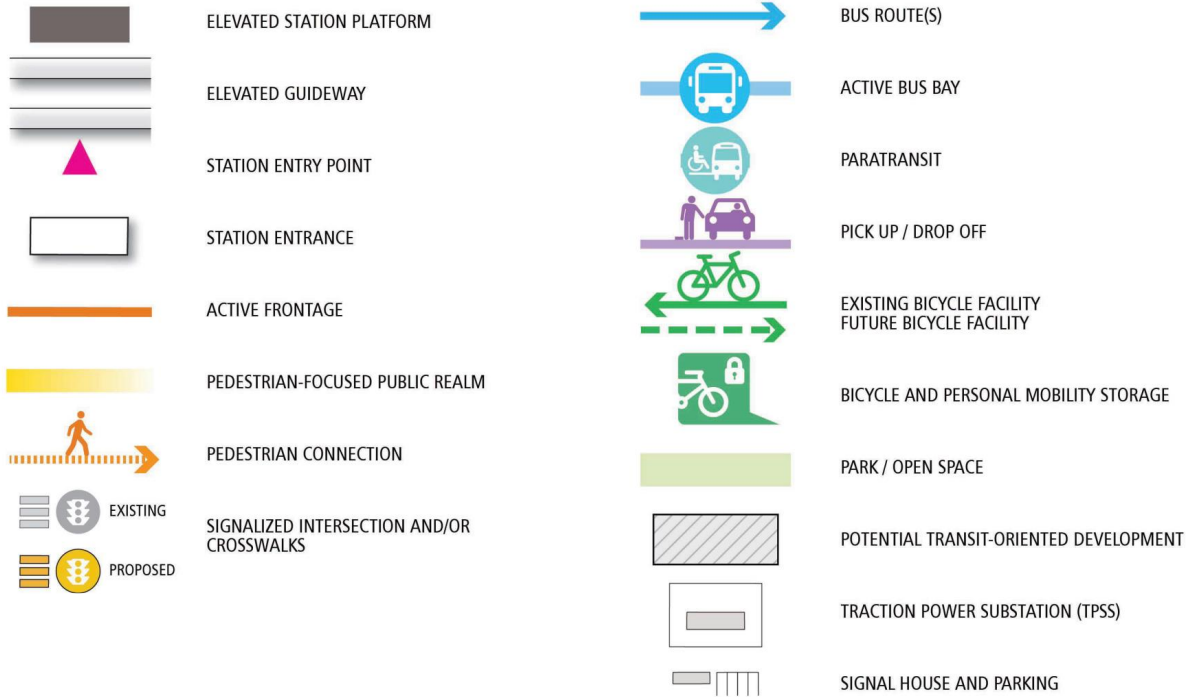 ELEVATED STATION PLATFORM
ELEVATED GUIDEWAY
STATION ENTRY POINT
STATION ENTRANCE
ACTIVE FRONTAGE
PEDESTRIAN-FOCUSED PUBLIC REALM
PEDESTRIAN CONNECTION
EXISTING
SIGNALIZED INTERSECTION AND/OR
CROSSWALKS
PROPOSED
BUS ROUTE(S)
ACTIVE BUS BAY
PARATRANSIT
PICK UP / DROP OFF
EXISTING BICYCLE FACILITY
FUTURE BICYCLE FACILITY
BICYCLE AND PERSONAL MOBILITY STORAGE
PARK / OPEN SPACE
POTENTIAL TRANSIT-ORIENTED DEVELOPMENT
TRACTION POWER SUBSTATION (TPSS)
SIGNAL HOUSE AND PARKING